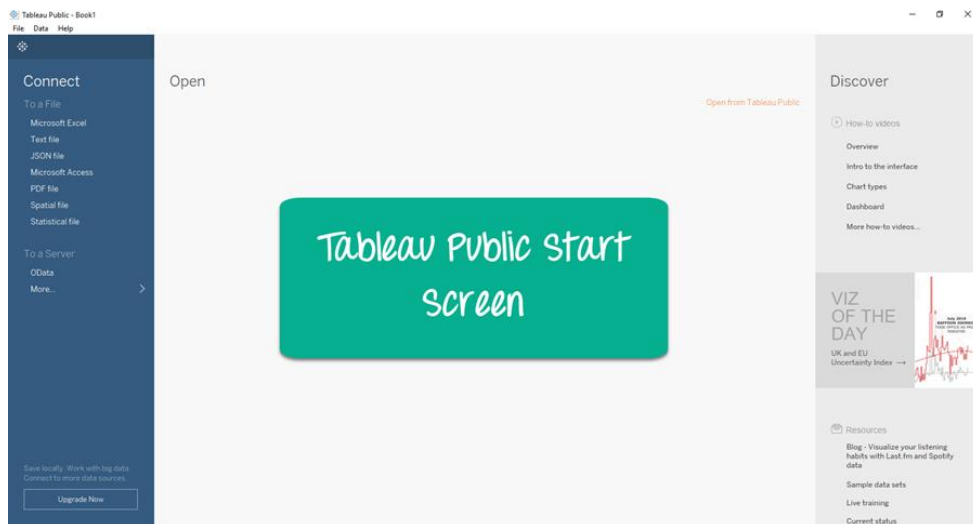 Tableau Public - Book1
File Data Help
Connect
To a File
Microsoft Excel
Text file
JSON file
Microsoft Access
PDF file
Spatial file
Statistical file
To a Server
OData
More...
Save locally. Work with big data.
Connect to more data sources.
Upgrade Now
Open
Open from Tableau Public
Tableau Public Start
Screen
Discover
How-to videos
Overview
Intro to the interface
Chart types
Dashboard
More how-to videos...
VIZ
OF THE
DAY
UK and EU
Uncertainty Index →
July 2019
Resources
Blog - Visualize your listening
habits with Last.fm and Spotify
data
Sample data sets
Live training
Current status